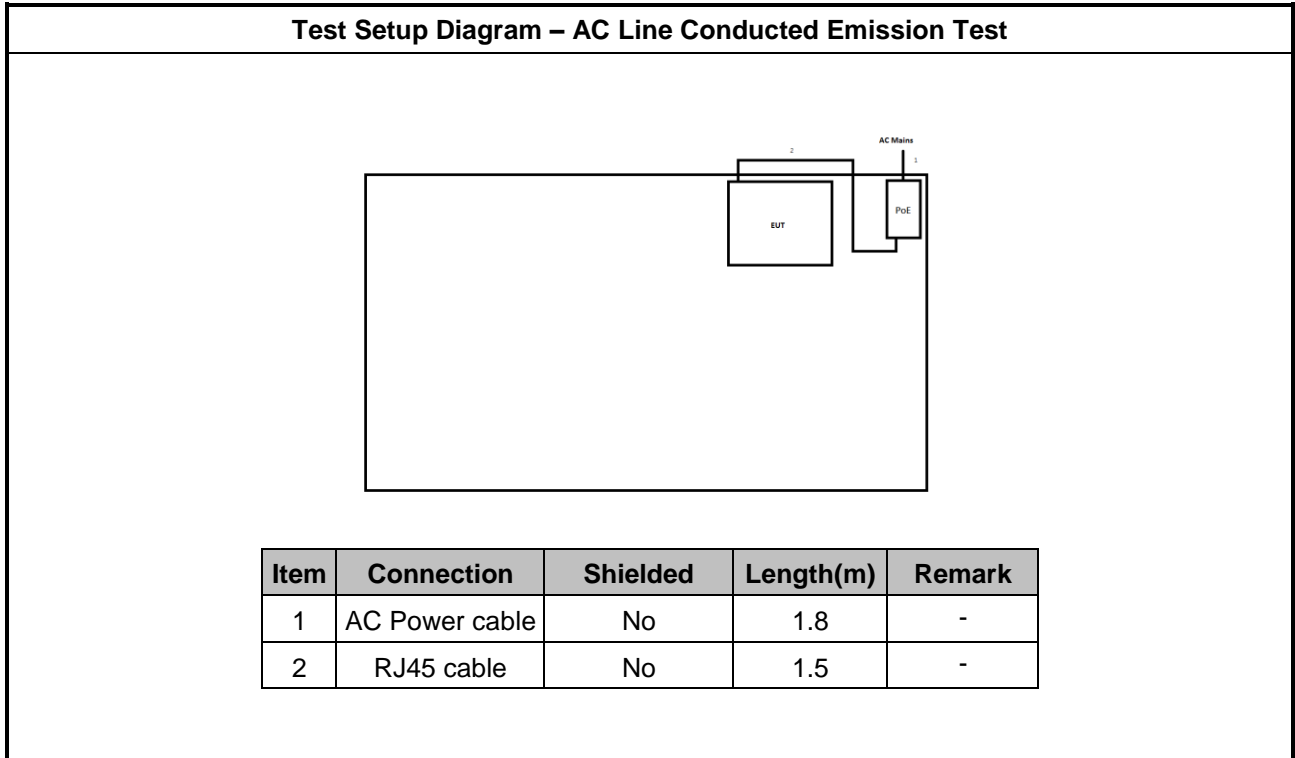 Test Setup Diagram – AC Line Conducted Emission Test
AC Mains
2
1
PoE
EUT
Item Connection Shielded Length(m) Remark
1 AC Power cable No 1.8 -
2 RJ45 cable No 1.5 -